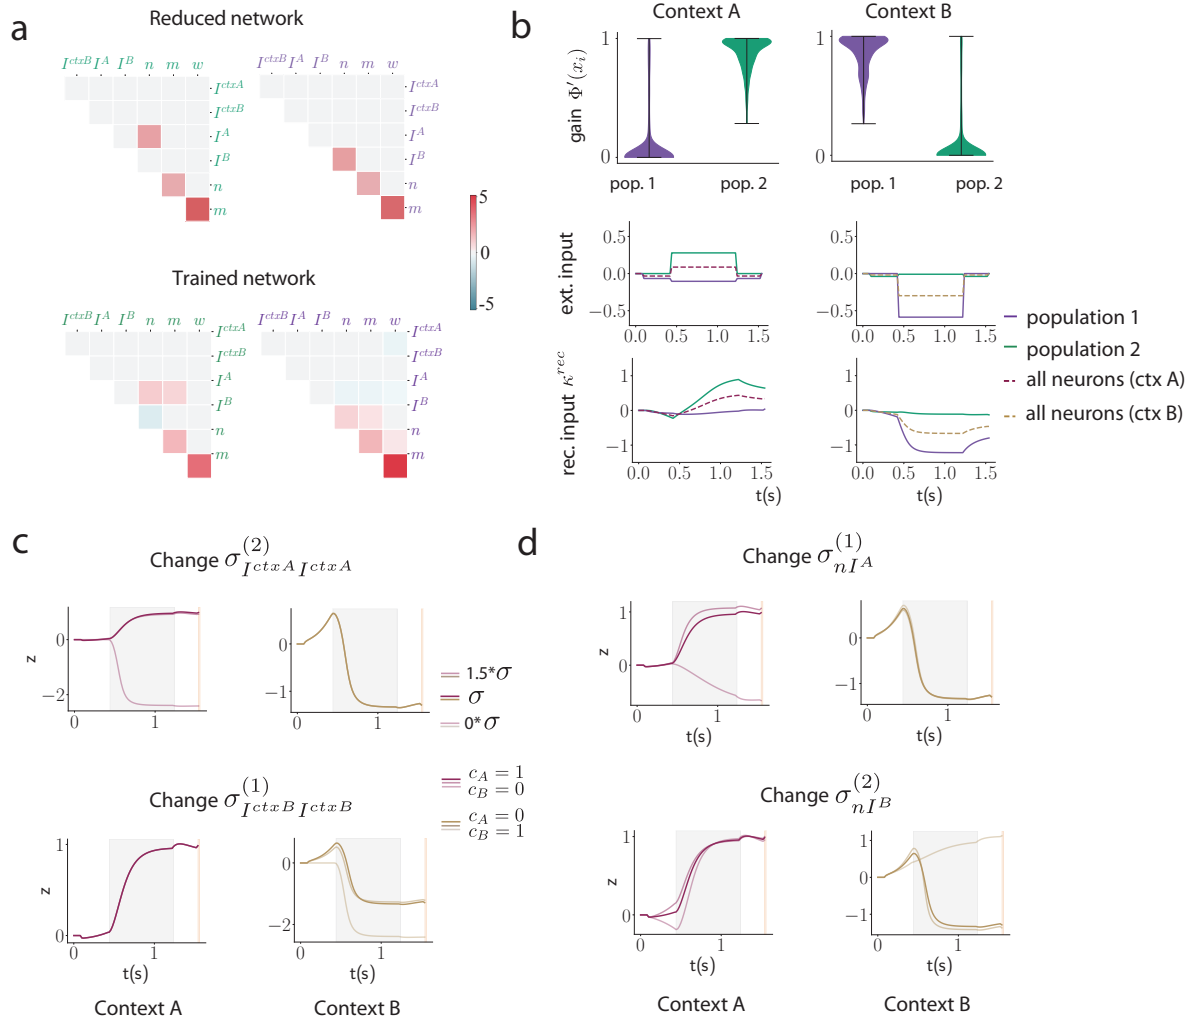 a
Reduced network
I^{ctxB} I^A I^B n m w
I^{ctxA}
I^{ctxB}
I^A
I^B
n
m
I^{ctxB} I^A I^B n m w
I^{ctxA}
I^{ctxB}
I^A
I^B
n
m
5
0
-5
Trained network
I^{ctxB} I^A I^B n m w
I^{ctxA}
I^{ctxB}
I^A
I^B
n
m
I^{ctxB} I^A I^B n m w
I^{ctxA}
I^{ctxB}
I^A
I^B
n
m
b
Context A
Context B
gain Φ′(x_i)
1
0
pop. 1
pop. 2
1
0
pop. 1
pop. 2
ext. input
0.5
0.0
−0.5
0.0 0.5 1.0 1.5
0.5
0.0
−0.5
0.0 0.5 1.0 1.5
rec. input κ^{rec}
1
0
−1
0.0 0.5 1.0 1.5
t(s)
1
0
−1
0.0 0.5 1.0 1.5
t(s)
population 1
population 2
all neurons (ctx A)
all neurons (ctx B)
c
Change σ^{(2)}_{I^{ctxA}I^{ctxA}}
z
0
−2
0 1
0
−1
0 1
1.5*σ
σ
0*σ
Change σ^{(1)}_{I^{ctxB}I^{ctxB}}
c_A = 1
c_B = 0
c_A = 0
c_B = 1
z
1
0
0 1
t(s)
0
−2
0 1
t(s)
Context A
Context B
d
Change σ^{(1)}_{nI^A}
z
1
0
0 1
t(s)
0
−1
0 1
t(s)
Change σ^{(2)}_{nI^B}
z
1
0
0 1
t(s)
1
0
−1
0 1
t(s)
Context A
Context B